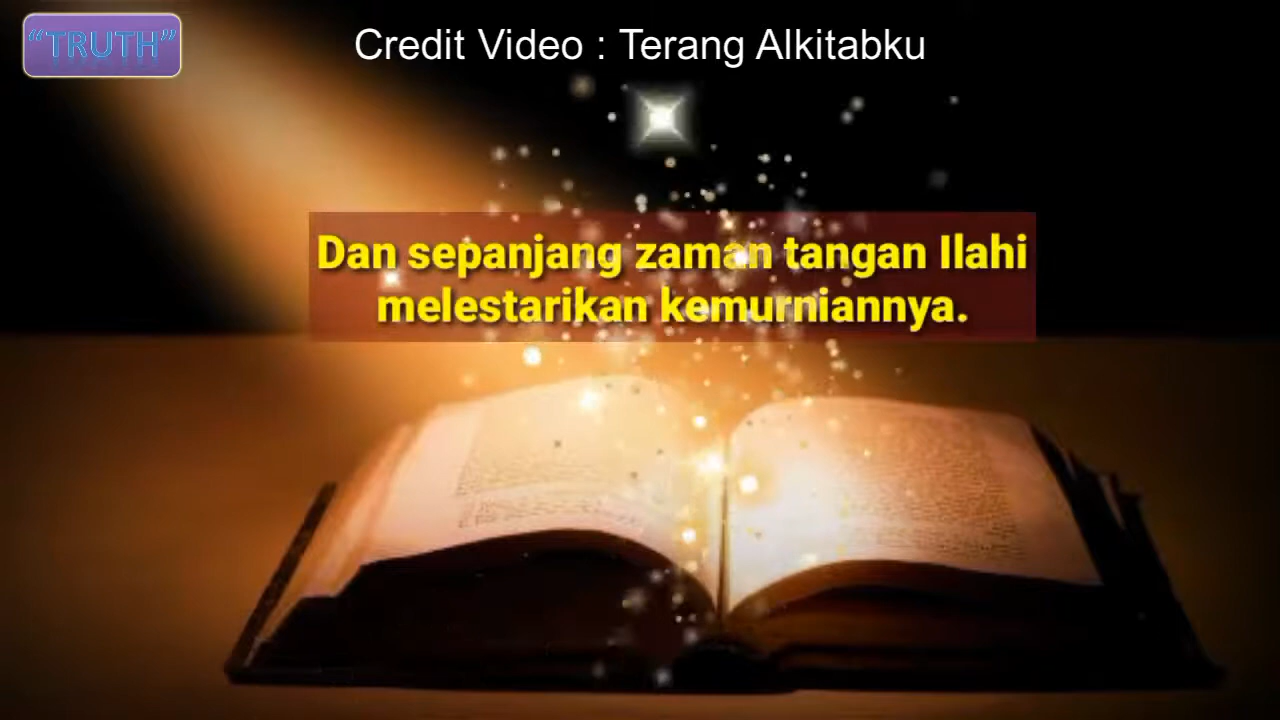 "TRUTH"
Credit Video : Terang Alkitabku
Dan sepanjang zaman tangan Ilahi
melestarikan kemurniannya.